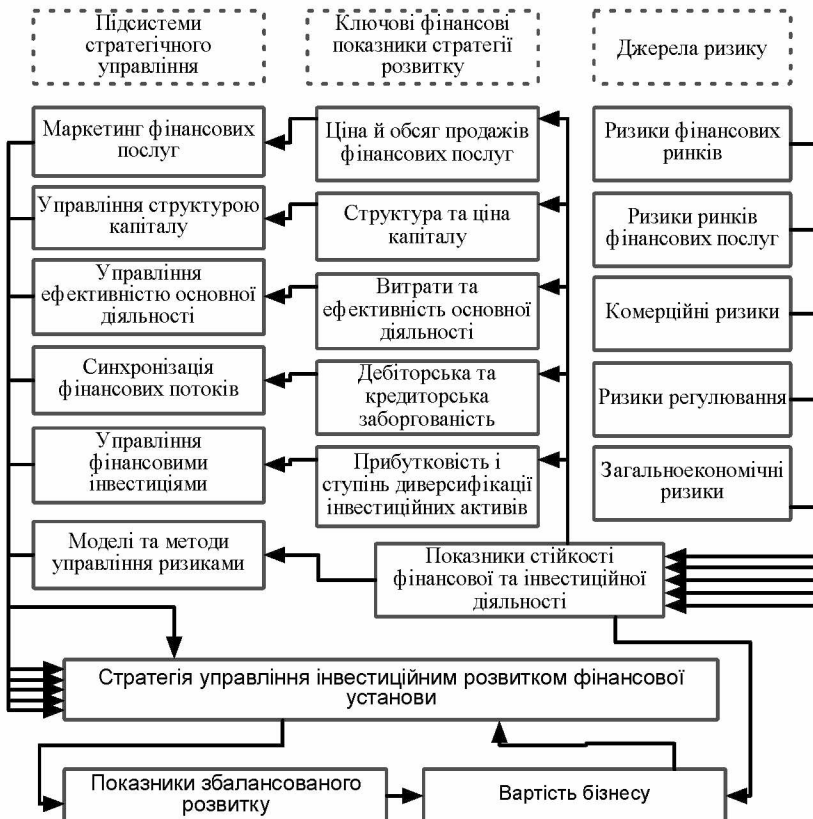 Підсистеми
стратегічного
управління
Ключові фінансові
показники стратегії
розвитку
Джерела ризику
Маркетинг фінансових
послуг
Ціна й обсяг продажів
фінансових послуг
Ризики фінансових
ринків
Управління структурою
капіталу
Структура та ціна
капіталу
Ризики ринків
фінансових послуг
Управління
ефективністю основної
діяльності
Витрати та
ефективність основної
діяльності
Комерційні ризики
Синхронізація
фінансових потоків
Дебіторська та
кредиторська
заборгованість
Ризики регулювання
Управління
фінансовими
інвестиціями
Прибутковість і
ступінь диверсифікації
інвестиційних активів
Загальноекономічні
ризики
Моделі та методи
управління ризиками
Показники стійкості
фінансової та інвестиційної
діяльності
Стратегія управління інвестиційним розвитком фінансової
установи
Показники збалансованого
розвитку
Вартість бізнесу